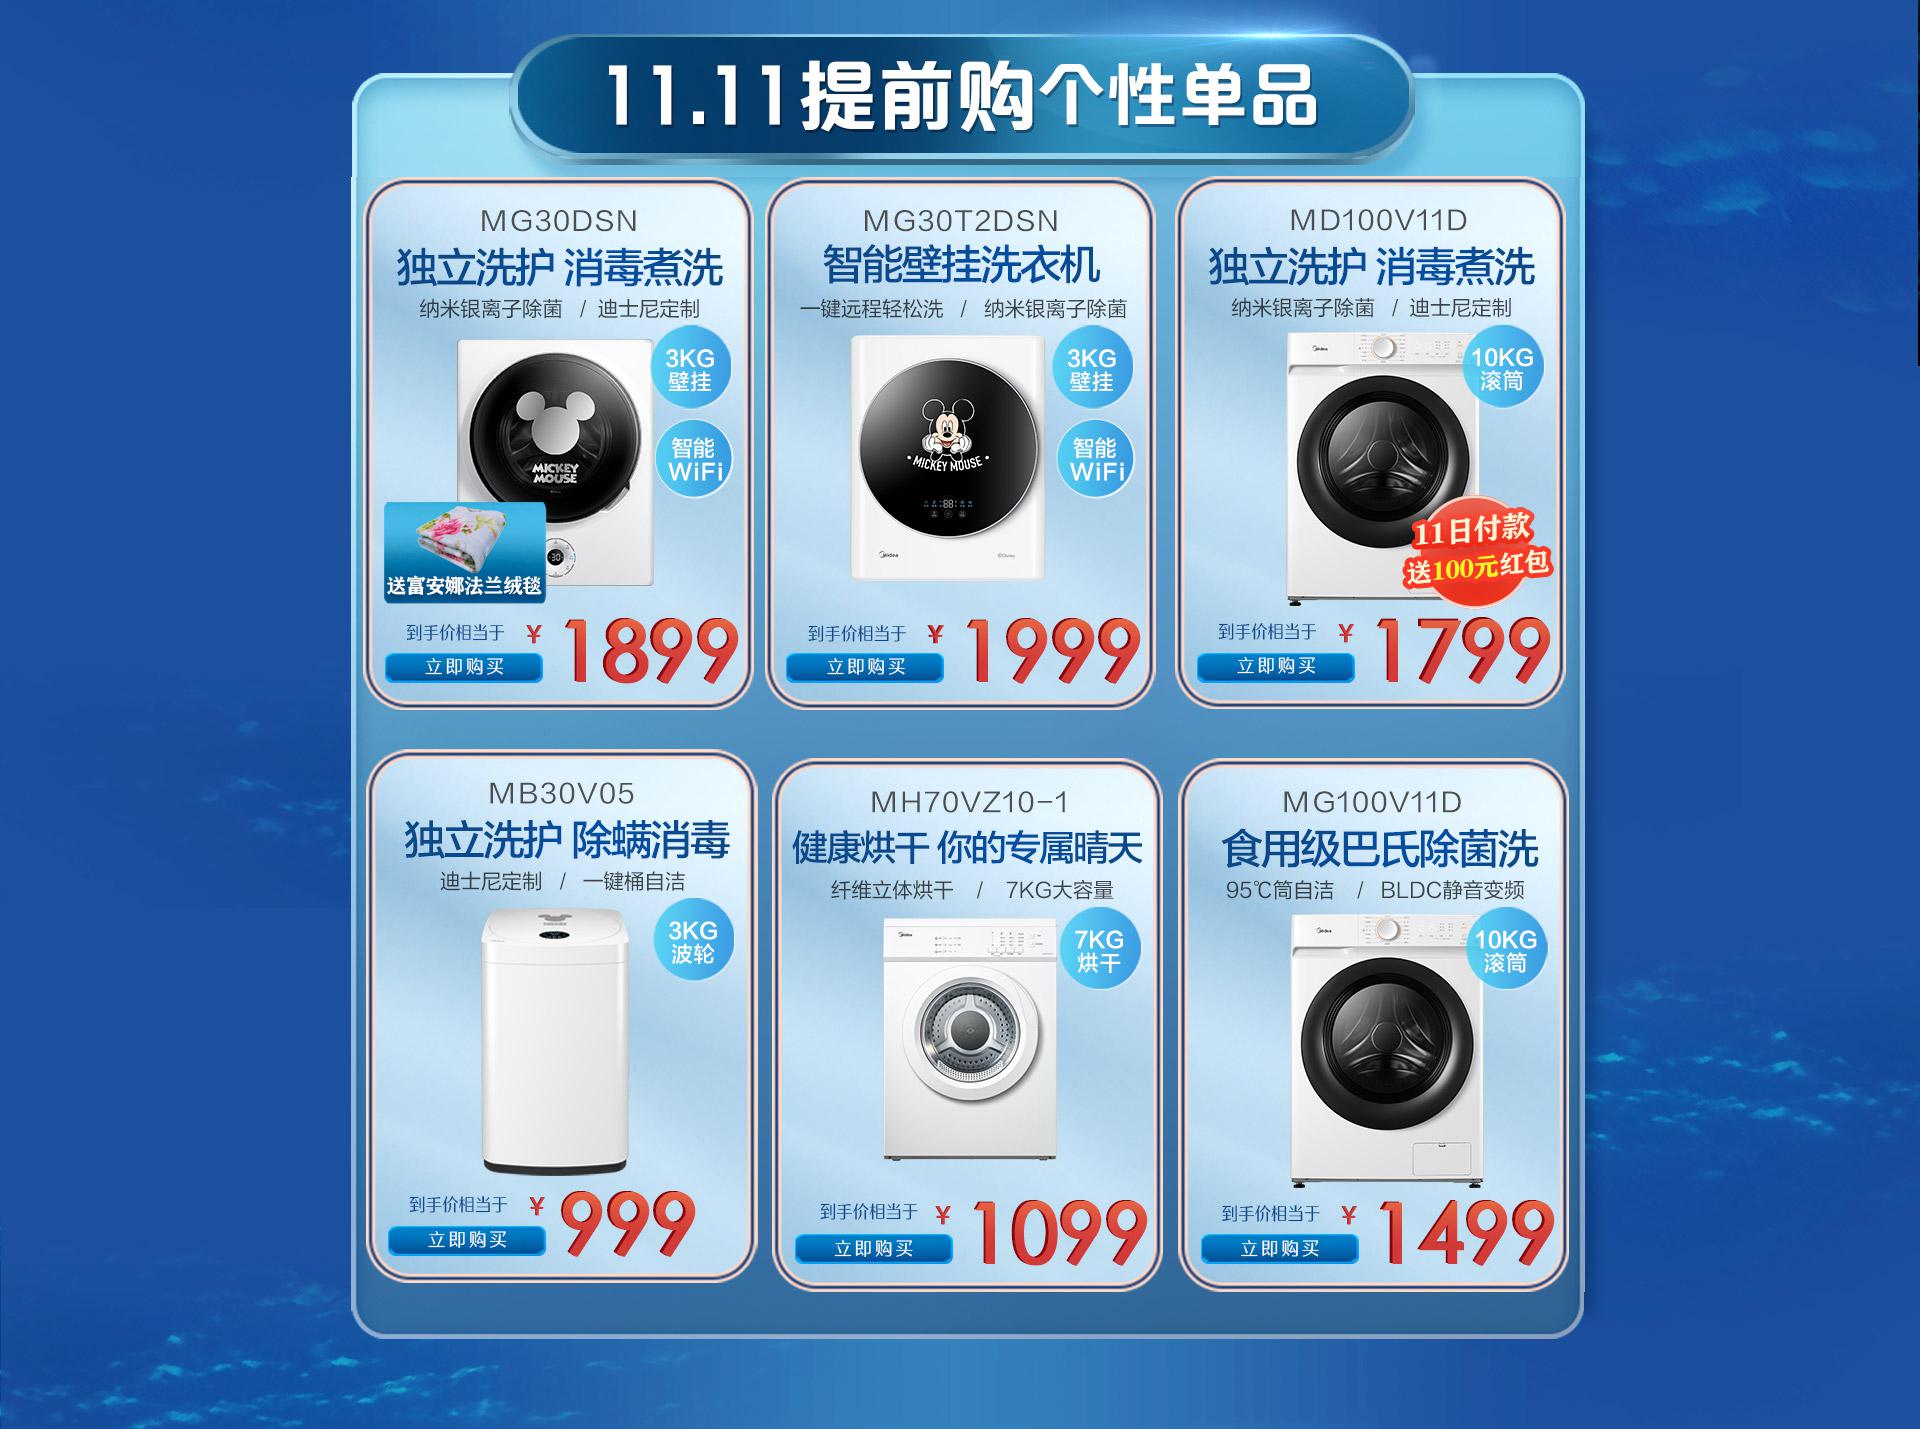 11.11提前购个性单品
MG30DSN
独立洗护 消毒煮洗
纳米银离子除菌 / 迪士尼定制
3KG
壁挂
智能
WiFi
MICKEY
MOUSE
30
送富安娜法兰绒毯
到手价相当于 ¥ 1899
立即购买
MG30T2DSN
智能壁挂洗衣机
一键远程轻松洗 / 纳米银离子除菌
3KG
壁挂
智能
WiFi
MICKEY MOUSE
88
Midea
©Disney
到手价相当于 ¥ 1999
立即购买
MD100V11D
独立洗护 消毒煮洗
纳米银离子除菌 / 迪士尼定制
Midea
10KG
滚筒
11日付款
送100元红包
到手价相当于 ¥ 1799
立即购买
MB30V05
独立洗护 除螨消毒
迪士尼定制 / 一键桶自洁
3KG
波轮
到手价相当于 ¥ 999
立即购买
MH70VZ10-1
健康烘干 你的专属晴天
纤维立体烘干 / 7KG大容量
Midea
7KG
烘干
到手价相当于 ¥ 1099
立即购买
MG100V11D
食用级巴氏除菌洗
95℃筒自洁 / BLDC静音变频
Midea
10KG
滚筒
到手价相当于 ¥ 1499
立即购买